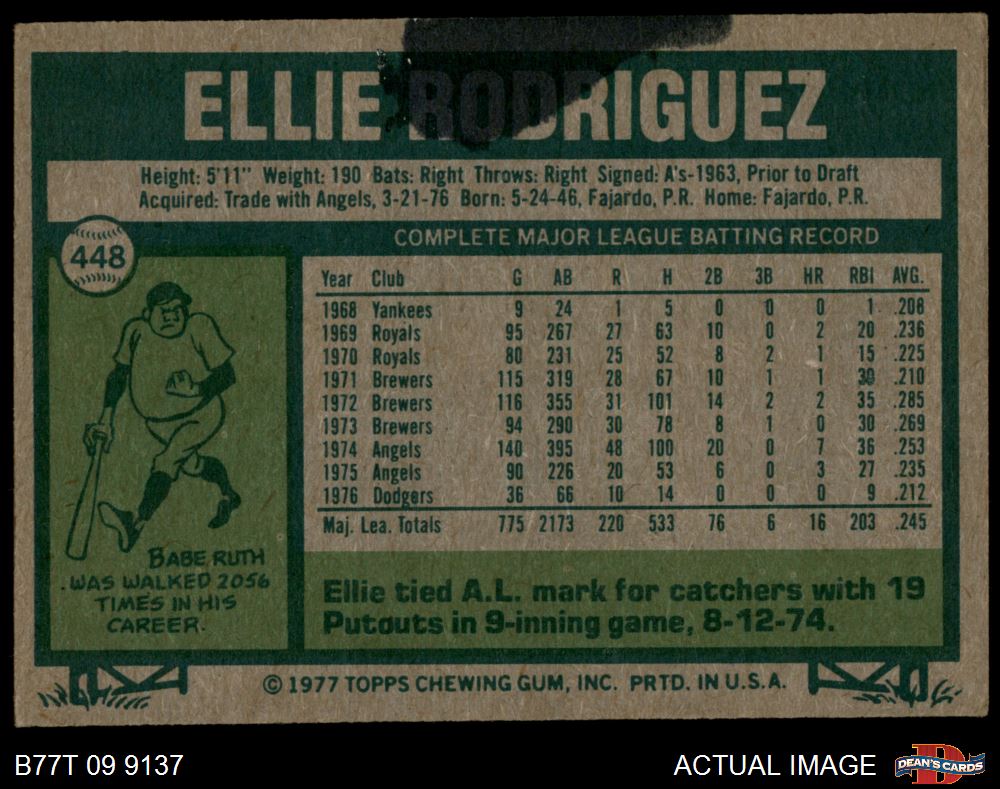 ELLIE RODRIGUEZ
Height: 5'11" Weight: 190 Bats: Right Throws: Right Signed: A's-1963, Prior to Draft
Acquired: Trade with Angels, 3-21-76 Born: 5-24-46, Fajardo, P.R. Home: Fajardo, P.R.
448
COMPLETE MAJOR LEAGUE BATTING RECORD
Year Club G AB R H 2B 3B HR RBI AVG.
1968 Yankees 9 24 1 5 0 0 0 1 .208
1969 Royals 95 267 27 63 10 0 2 20 .236
1970 Royals 80 231 25 52 8 2 1 15 .225
1971 Brewers 115 319 28 67 10 1 1 30 .210
1972 Brewers 116 355 31 101 14 2 2 35 .285
1973 Brewers 94 290 30 78 8 1 0 30 .269
1974 Angels 140 395 48 100 20 0 7 36 .253
1975 Angels 90 226 20 53 6 0 3 27 .235
1976 Dodgers 36 66 10 14 0 0 0 9 .212
Maj. Lea. Totals 775 2173 220 533 76 6 16 203 .245
BABE RUTH
WAS WALKED 2056
TIMES IN HIS
CAREER.
Ellie tied A.L. mark for catchers with 19
Putouts in 9-inning game, 8-12-74.
© 1977 TOPPS CHEWING GUM, INC. PRTD. IN U.S.A.
B77T 09 9137
ACTUAL IMAGE
D
DEAN'S CARDS